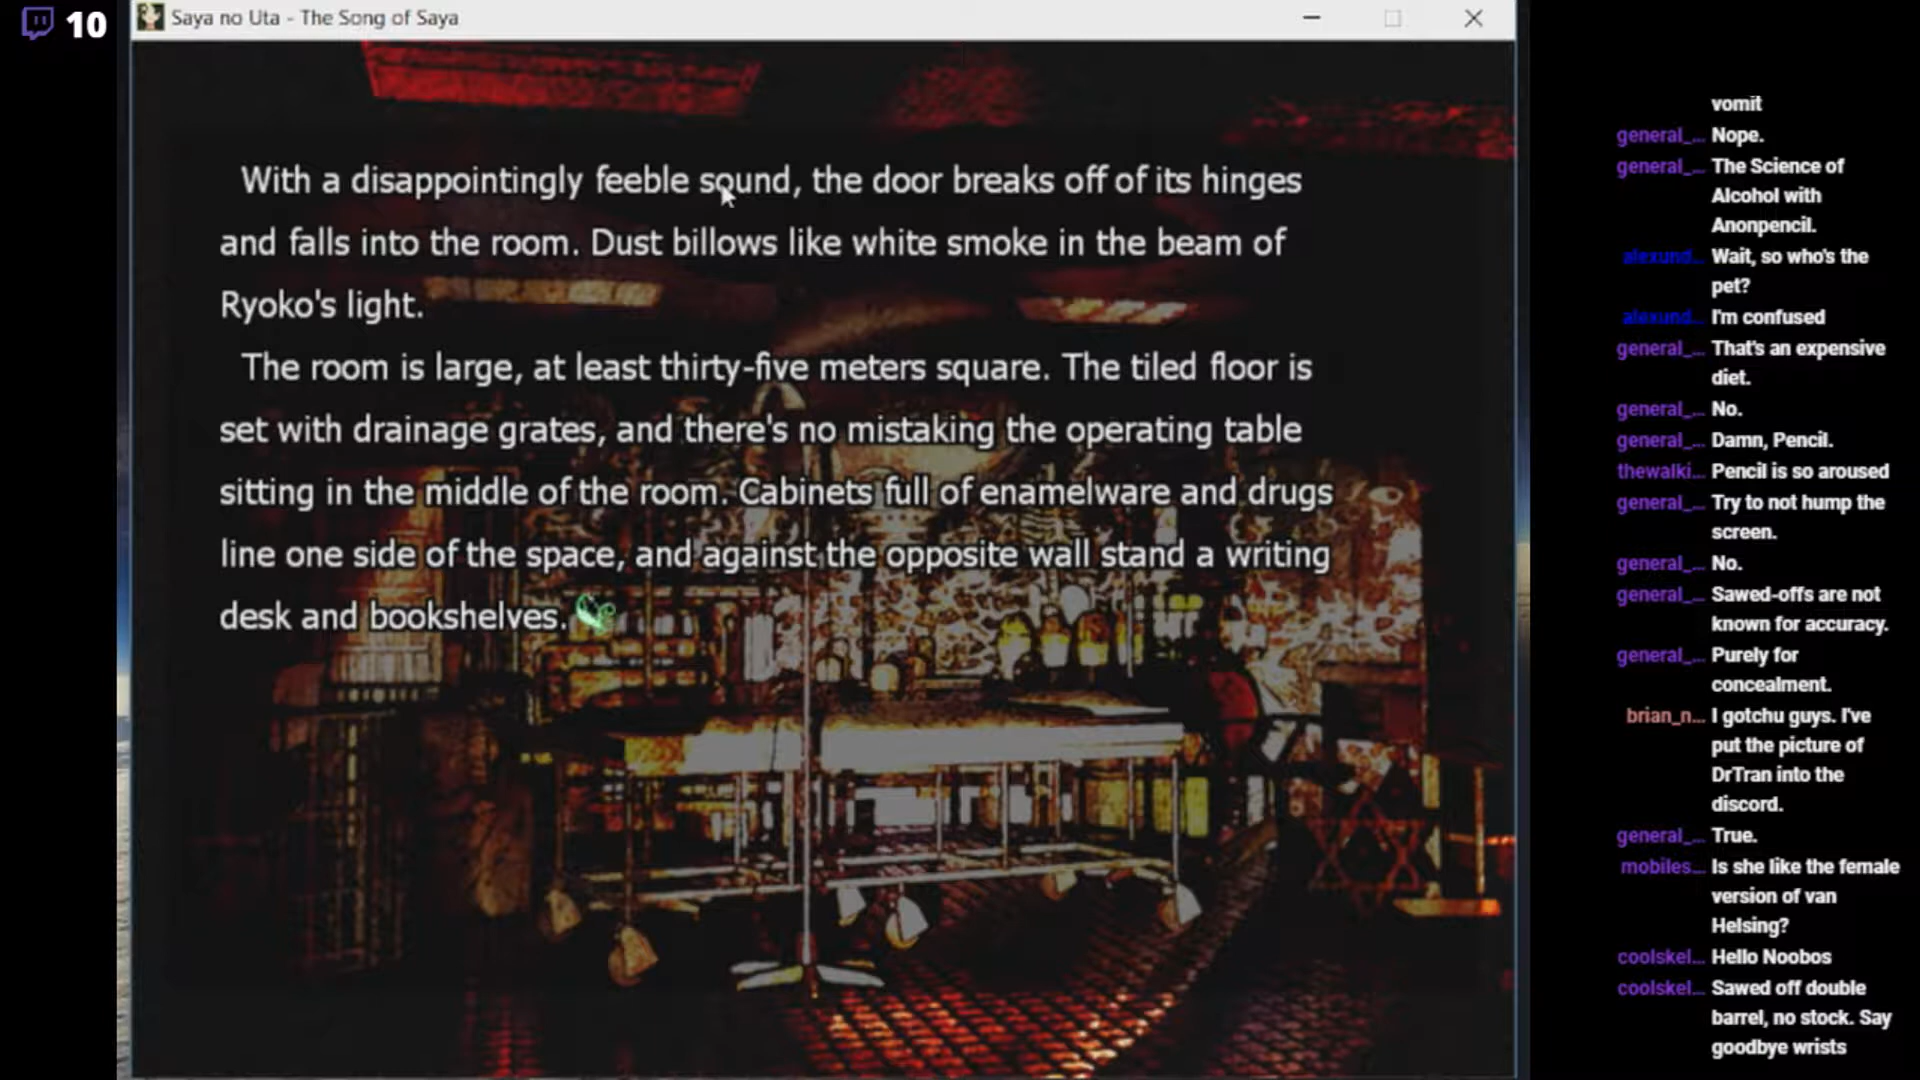 10
Saya no Uta - The Song of Saya
With a disappointingly feeble sound, the door breaks off of its hinges
and falls into the room. Dust billows like white smoke in the beam of
Ryoko's light.
The room is large, at least thirty-five meters square. The tiled floor is
set with drainage grates, and there's no mistaking the operating table
sitting in the middle of the room. Cabinets full of enamelware and drugs
line one side of the space, and against the opposite wall stand a writing
desk and bookshelves.
vomit
general_... Nope.
general_... The Science of
Alcohol with
Anonpencil.
alexund... Wait, so who's the
pet?
alexund... I'm confused
general_... That's an expensive
diet.
general_... No.
general_... Damn, Pencil.
thewalki... Pencil is so aroused
general_... Try to not hump the
screen.
general_... No.
general_... Sawed-offs are not
known for accuracy.
general_... Purely for
concealment.
brian_n... I gotchu guys. I've
put the picture of
DrTran into the
discord.
general_... True.
mobiles... Is she like the female
version of van
Helsing?
coolskel... Hello Noobos
coolskel... Sawed off double
barrel, no stock. Say
goodbye wrists